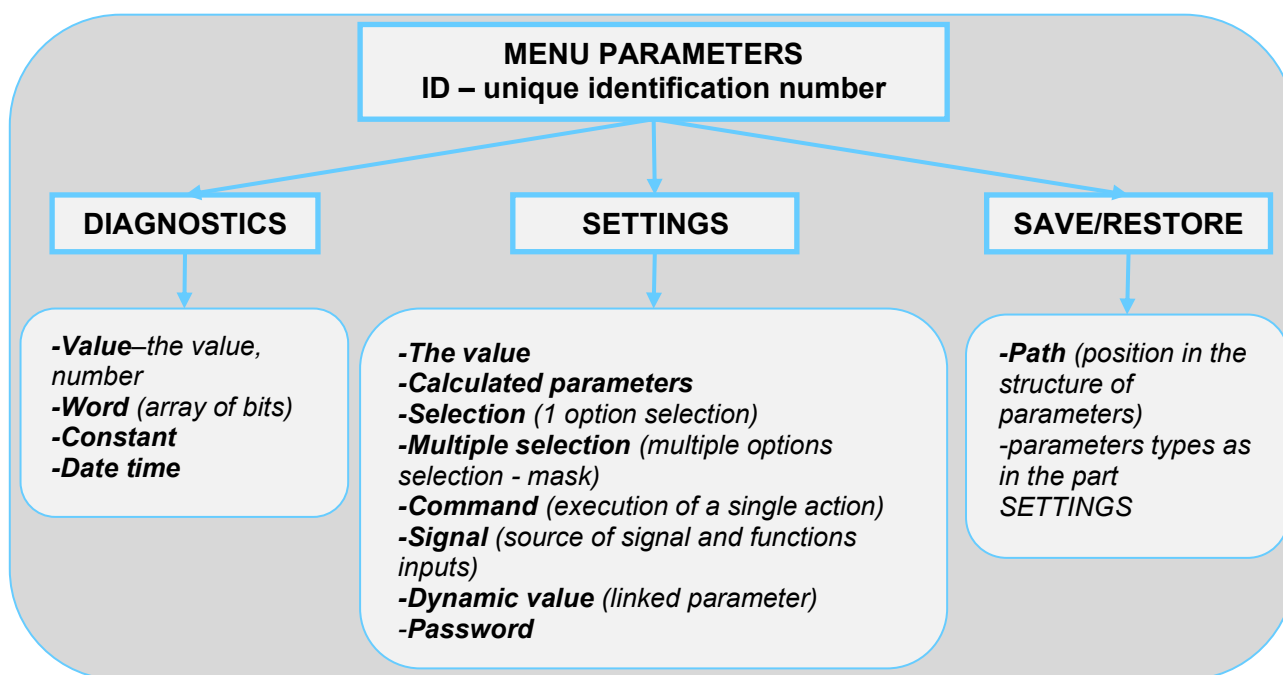 MENU PARAMETERS
ID – unique identification number
DIAGNOSTICS
SETTINGS
SAVE/RESTORE
-Value–the value,
number
-Word (array of bits)
-Constant
-Date time
-The value
-Calculated parameters
-Selection (1 option selection)
-Multiple selection (multiple options
selection - mask)
-Command (execution of a single action)
-Signal (source of signal and functions
inputs)
-Dynamic value (linked parameter)
-Password
-Path (position in the
structure of
parameters)
-parameters types as
in the part
SETTINGS